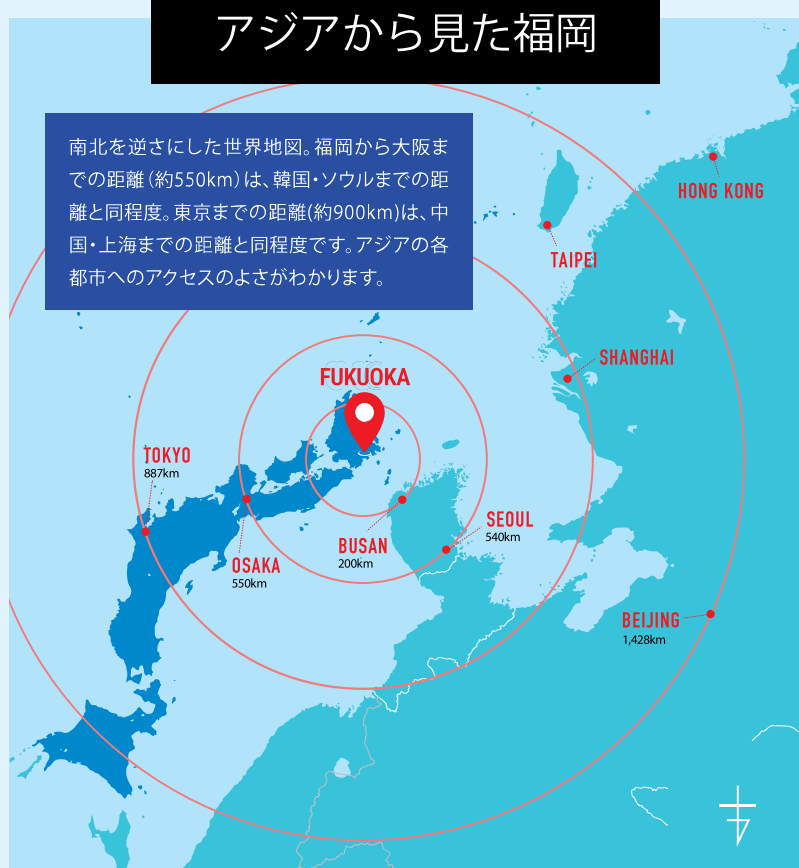 アジアから見た福岡
南北を逆さにした世界地図。福岡から大阪ま
での距離（約550km）は、韓国・ソウルまでの距
離と同程度。東京までの距離(約900km)は、中
国・上海までの距離と同程度です。アジアの各
都市へのアクセスのよさがわかります。
HONG KONG
TAIPEI
SHANGHAI
FUKUOKA
TOKYO
887km
SEOUL
540km
BUSAN
200km
OSAKA
550km
BEIJING
1,428km